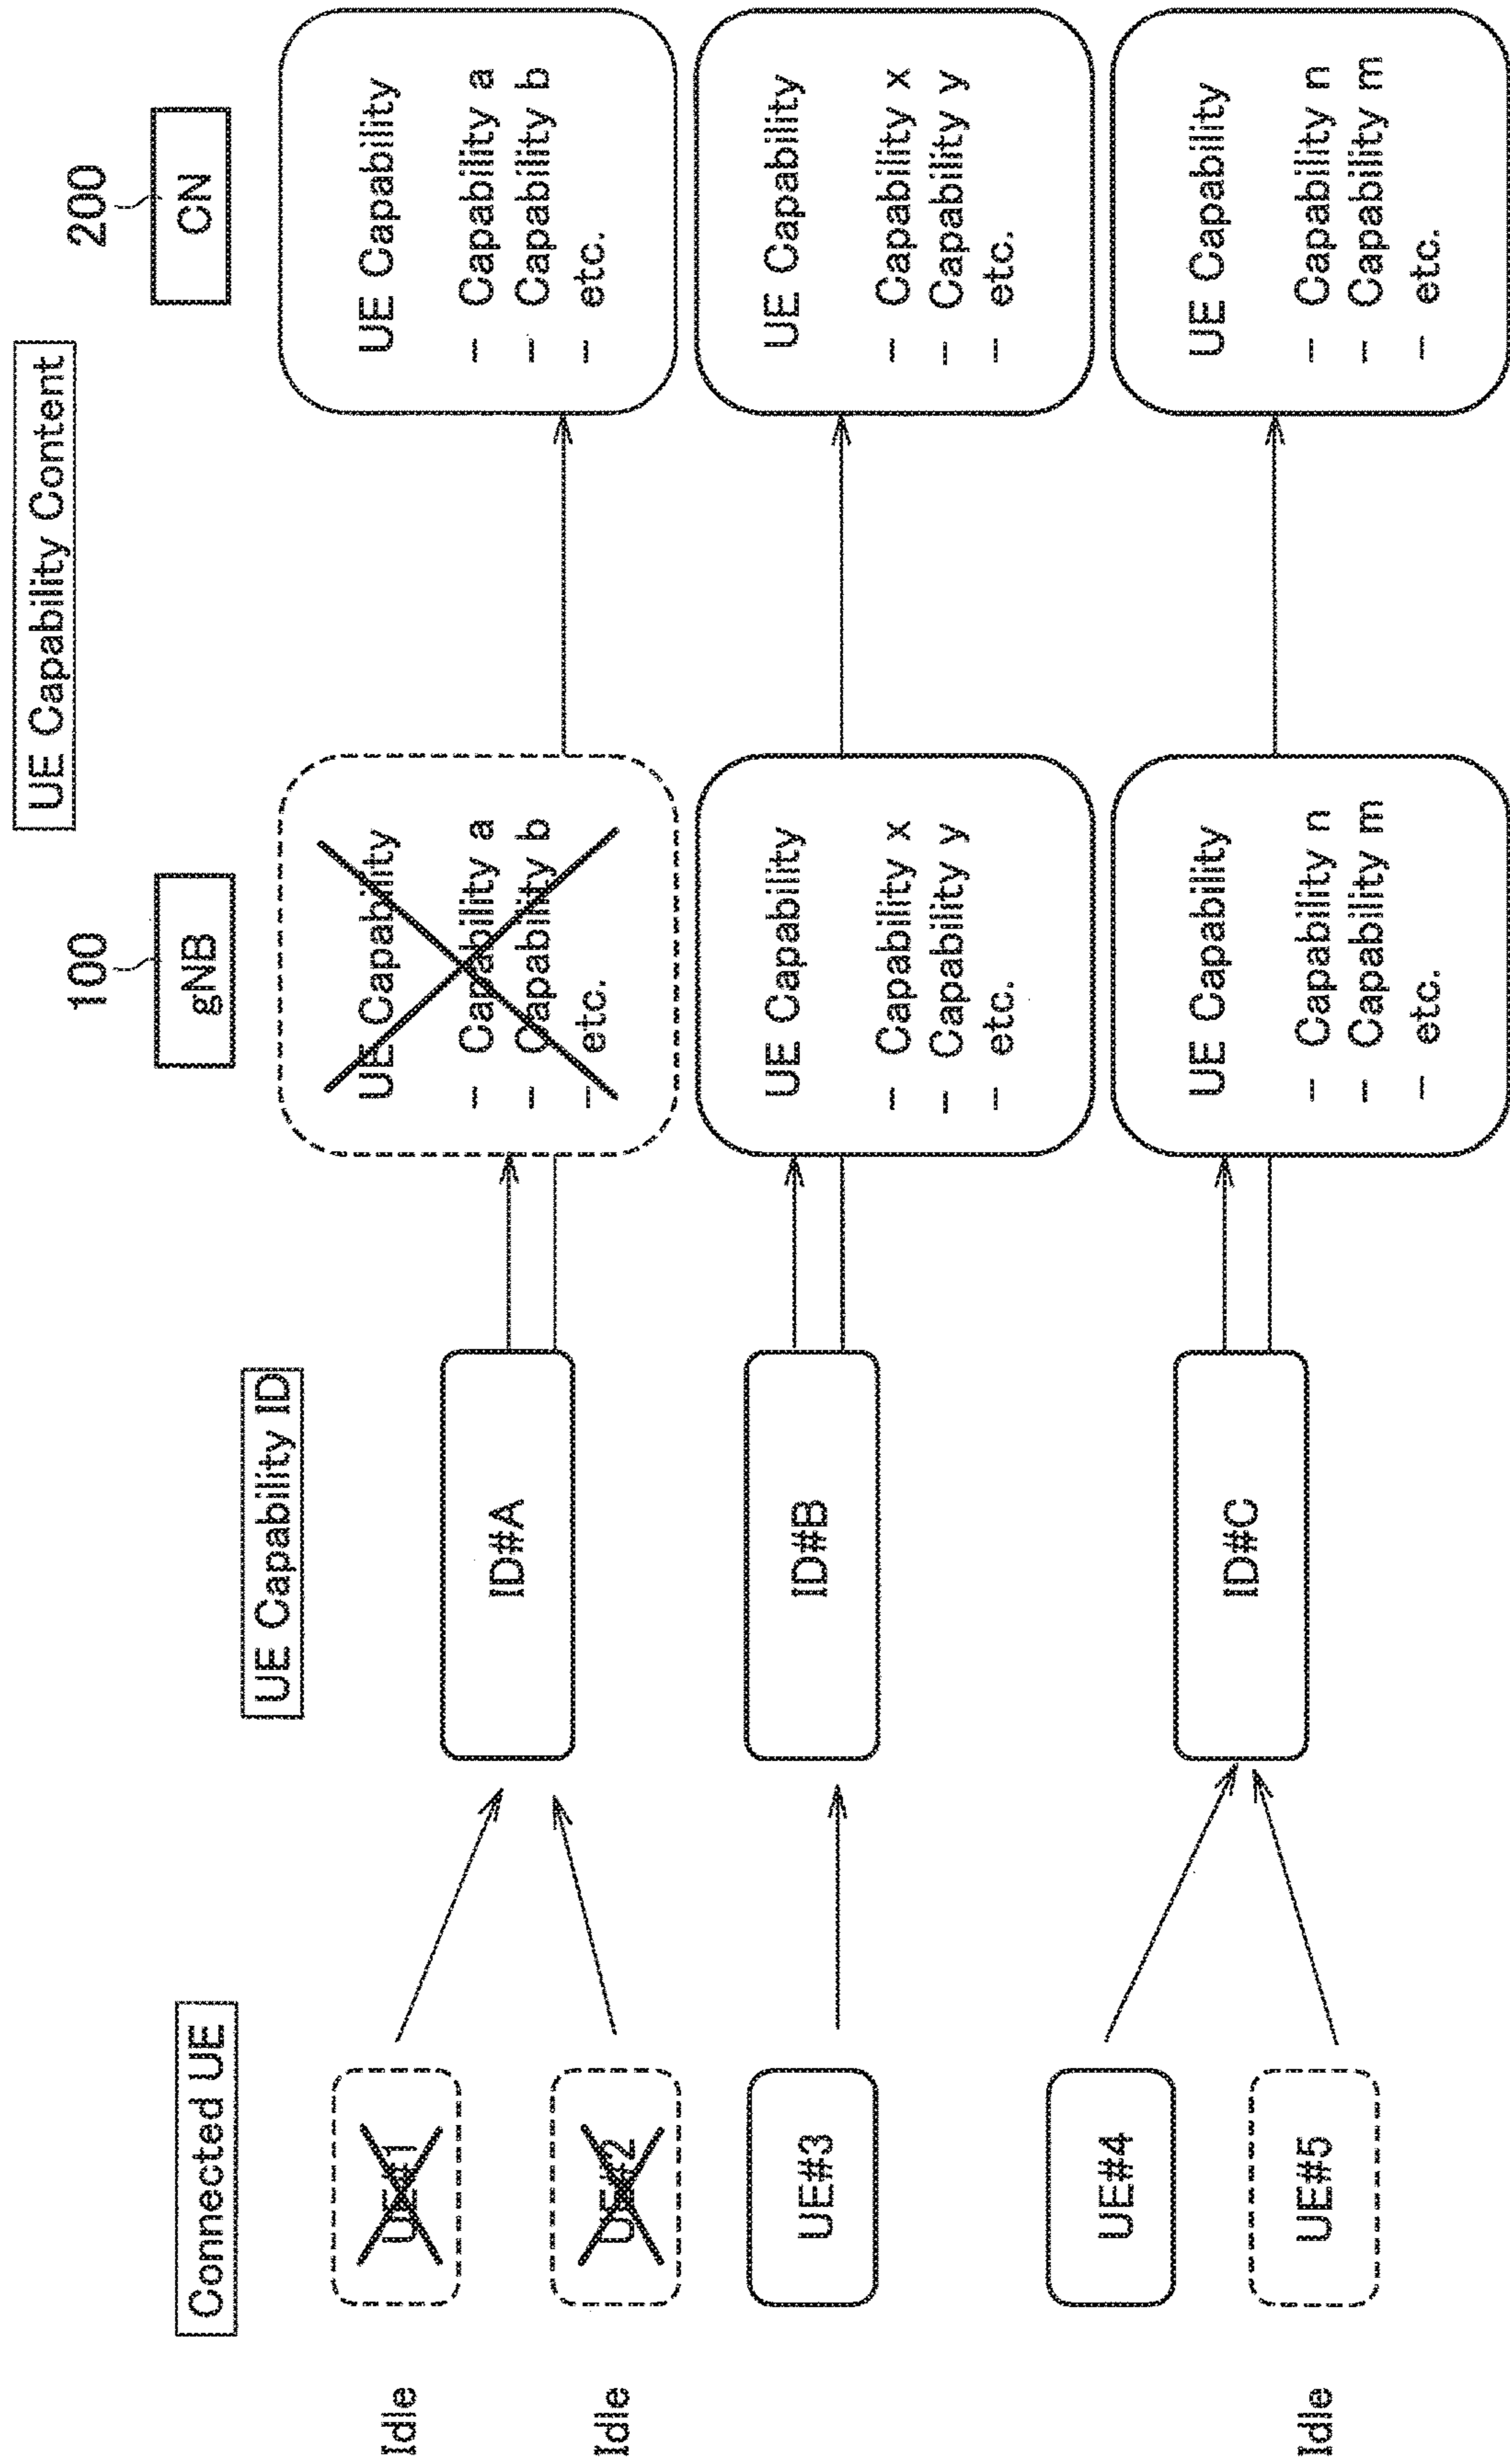 UE Capability Content
100
gNB
200
CN
UE Capability ID
Connected UE
Idle
UE#1
ID#A
UE Capability
- Capability a
- Capability b
- etc.
UE Capability
- Capability a
- Capability b
- etc.
Idle
UE#2
UE#3
ID#B
UE Capability
- Capability x
- Capability y
- etc.
UE Capability
- Capability x
- Capability y
- etc.
UE#4
ID#C
UE Capability
- Capability n
- Capability m
- etc.
UE Capability
- Capability n
- Capability m
- etc.
Idle
UE#5